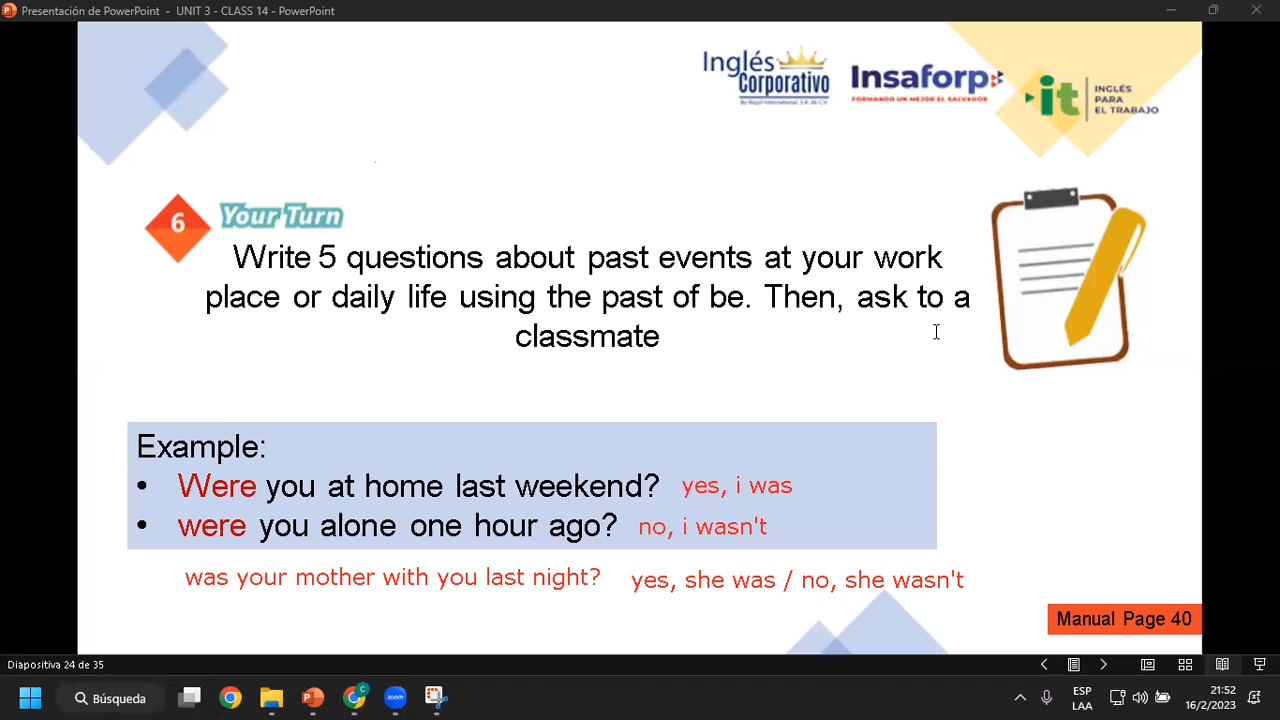 Presentación de PowerPoint - UNIT 3 - CLASS 14 - PowerPoint
Inglés
Corporativo
Insaforp
FORMANDO UN MEJOR EL SALVADOR
it
INGLÉS
PARA
EL TRABAJO
6
Your Turn
Write 5 questions about past events at your work
place or daily life using the past of be. Then, ask to a
classmate
Example:
• Were you at home last weekend? yes, i was
• were you alone one hour ago? no, i wasn't
was your mother with you last night? yes, she was / no, she wasn't
Manual Page 40
Diapositiva 24 de 35
Búsqueda
ESP
LAA
21:52
16/2/2023